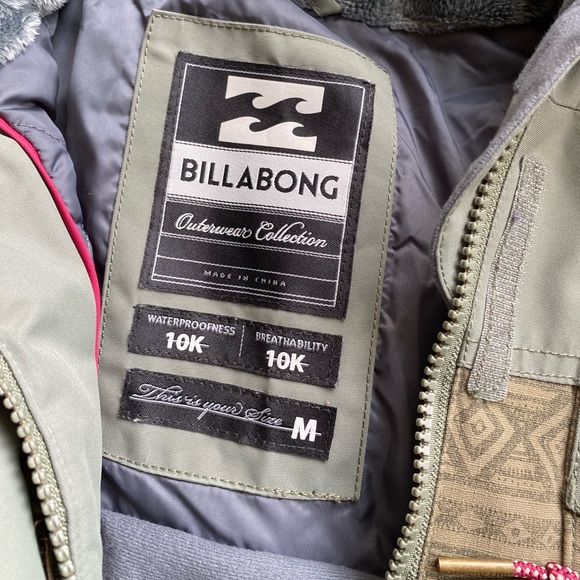 BILLABONG
Outerwear Collection
MADE IN CHINA
WATERPROOFNESS
10K
BREATHABILITY
10K
This is your Size
M